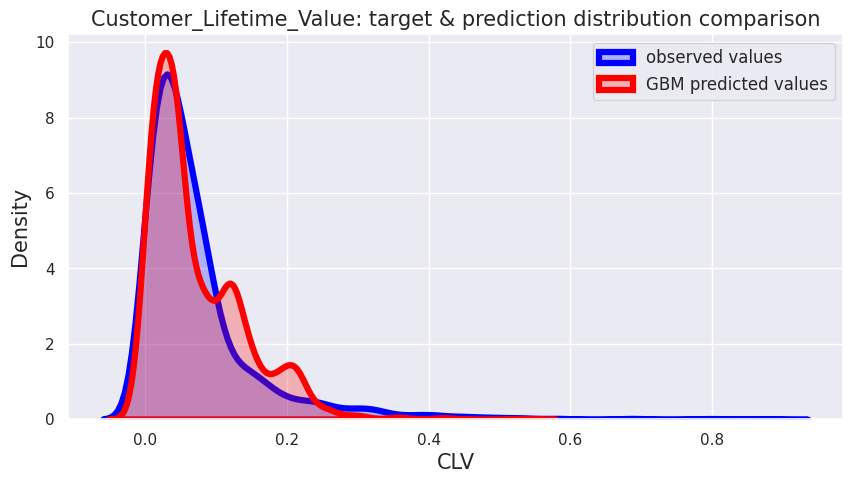 Customer_Lifetime_Value: target & prediction distribution comparison
observed values
GBM predicted values
Density
10
8
6
4
2
0
0.0 0.2 0.4 0.6 0.8
CLV